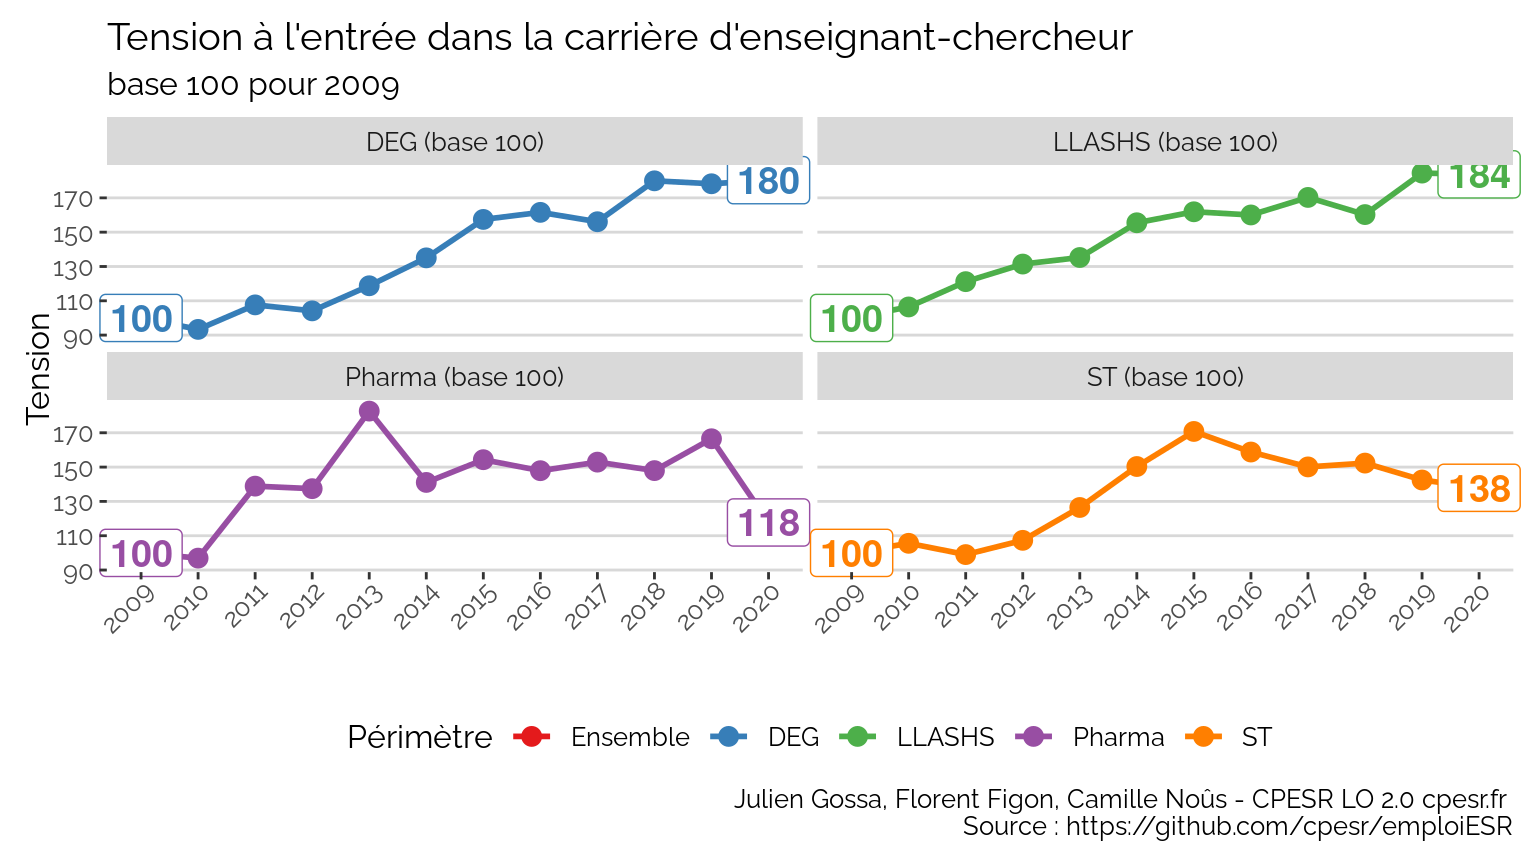 Tension à l'entrée dans la carrière d'enseignant-chercheur
base 100 pour 2009
DEG (base 100)
LLASHS (base 100)
170
150
130
110
90
100
180
100
184
Pharma (base 100)
ST (base 100)
170
150
130
110
90
100
118
100
138
Tension
2009 2010 2011 2012 2013 2014 2015 2016 2017 2018 2019 2020
2009 2010 2011 2012 2013 2014 2015 2016 2017 2018 2019 2020
Périmètre Ensemble DEG LLASHS Pharma ST
Julien Gossa, Florent Figon, Camille Noûs - CPESR LO 2.0 cpesr.fr
Source : https://github.com/cpesr/emploiESR